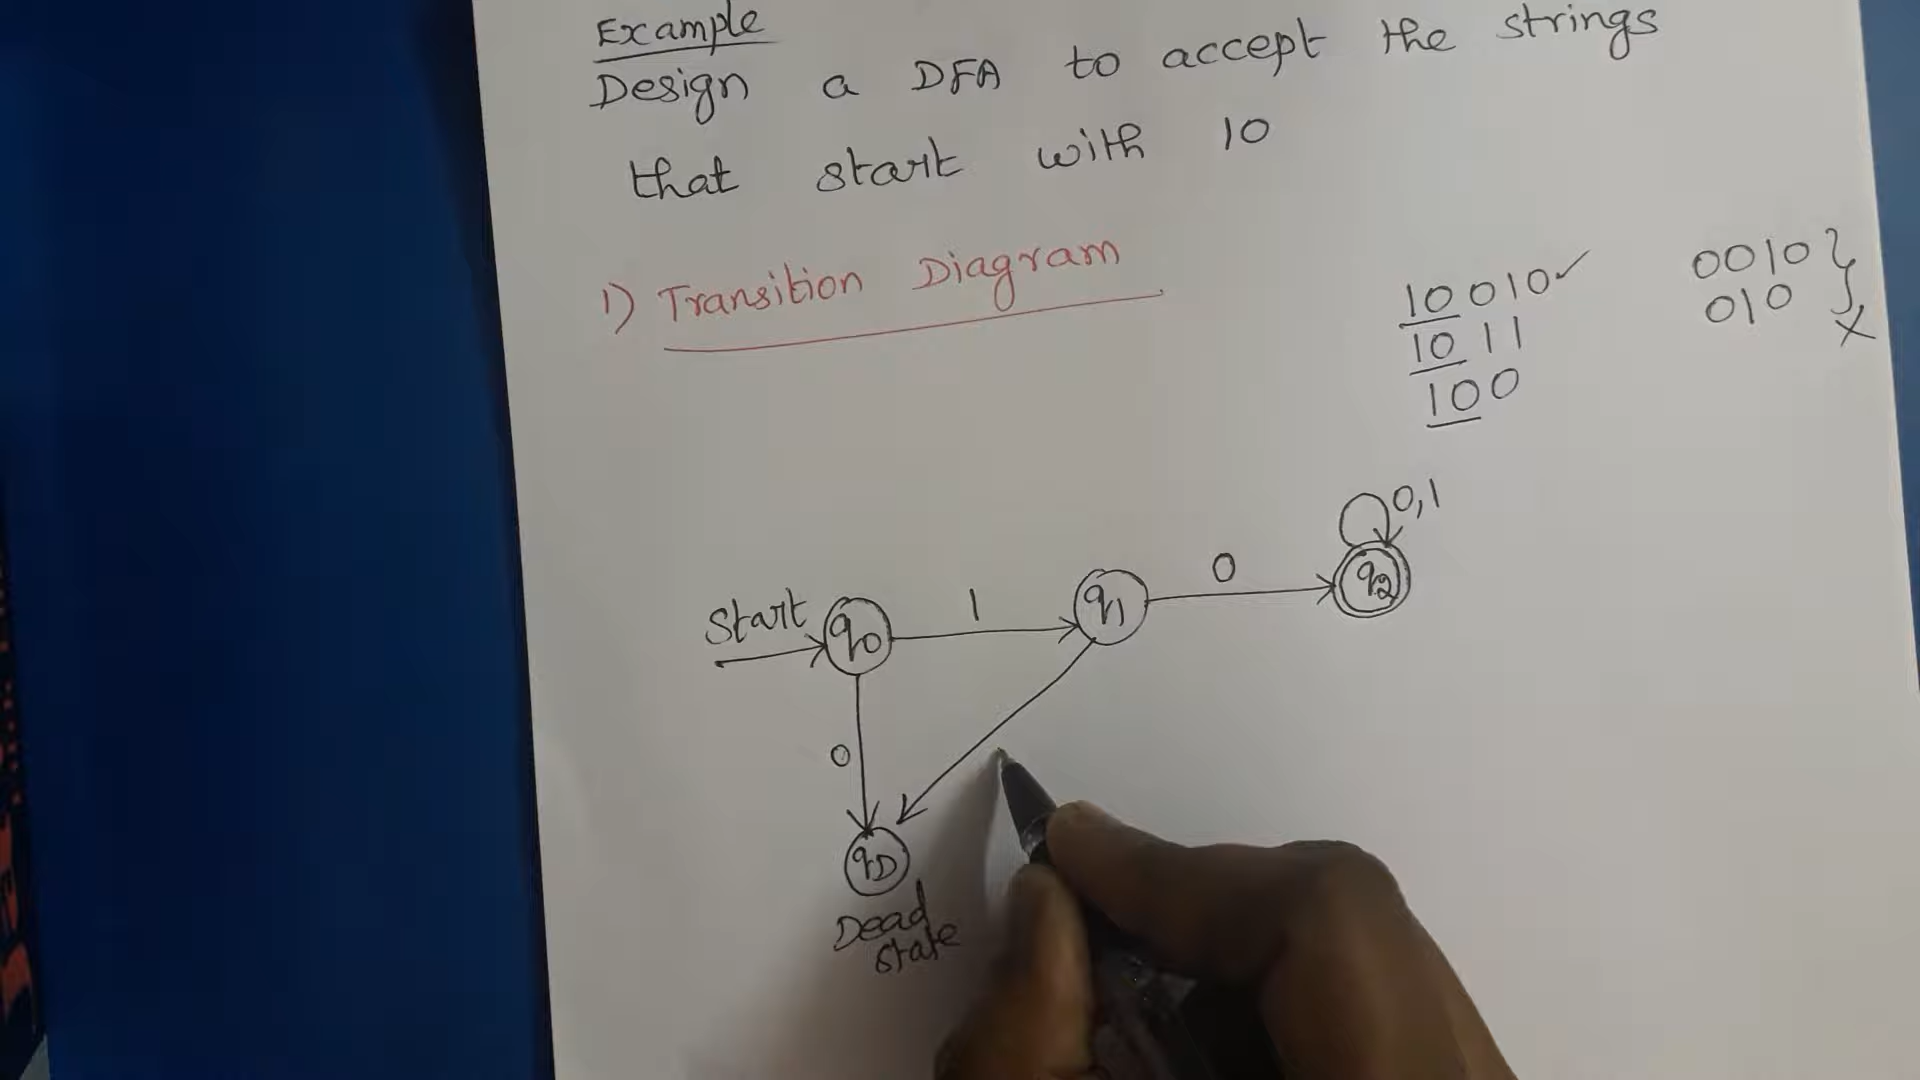 Example
Design a DFA to accept the strings
that start with 10
1) Transition Diagram
10010✓ 0010 }
1011 010 } X
100
0,1
Start q0 1 q1 0 q2
0
qD
Dead
state